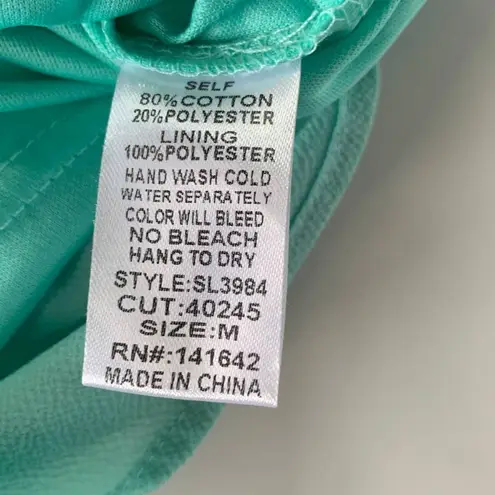 SELF
80%COTTON
20%POLYESTER
LINING
100%POLYESTER
HAND WASH COLD
WATER SEPARATELY
COLOR WILL BLEED
NO BLEACH
HANG TO DRY
STYLE:SL3984
CUT:40245
SIZE:M
RN#:141642
MADE IN CHINA